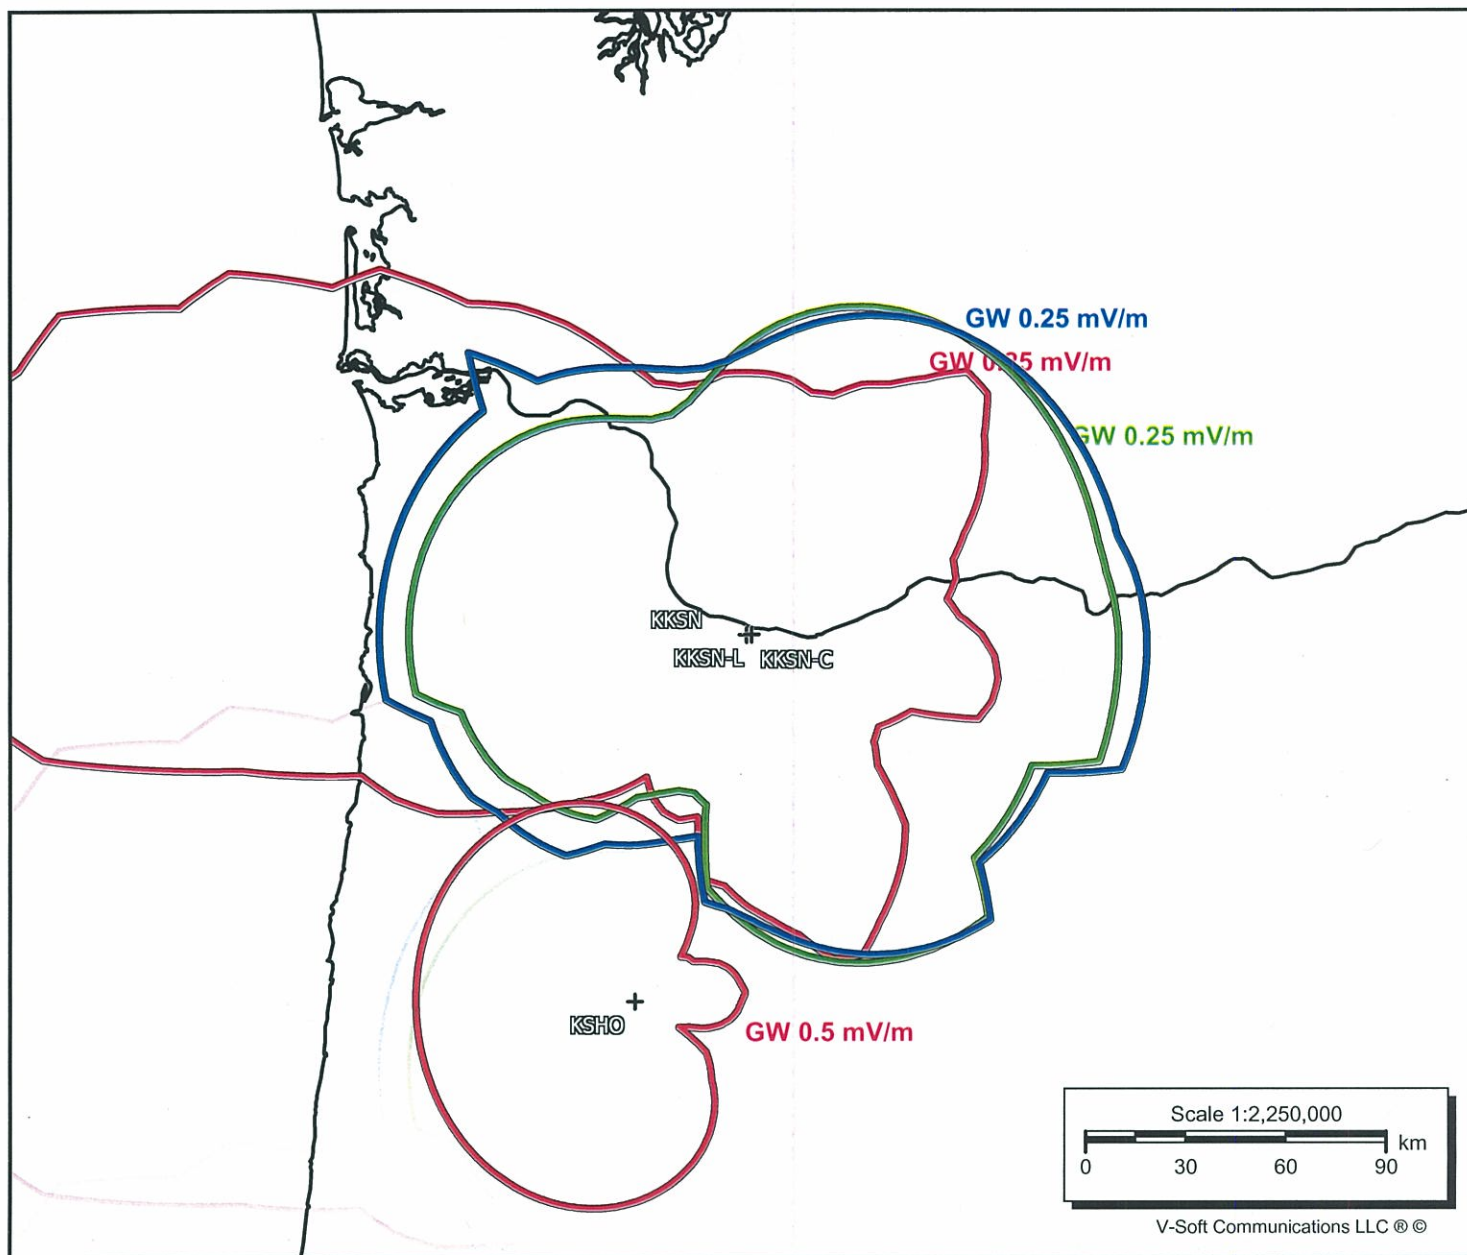 GW 0.25 mV/m
GW 0.25 mV/m
GW 0.25 mV/m
KKSN
KKSN-L
KKSN-C
KSHO
GW 0.5 mV/m
Scale 1:2,250,000
km
0 30 60 90
V-Soft Communications LLC ® ©